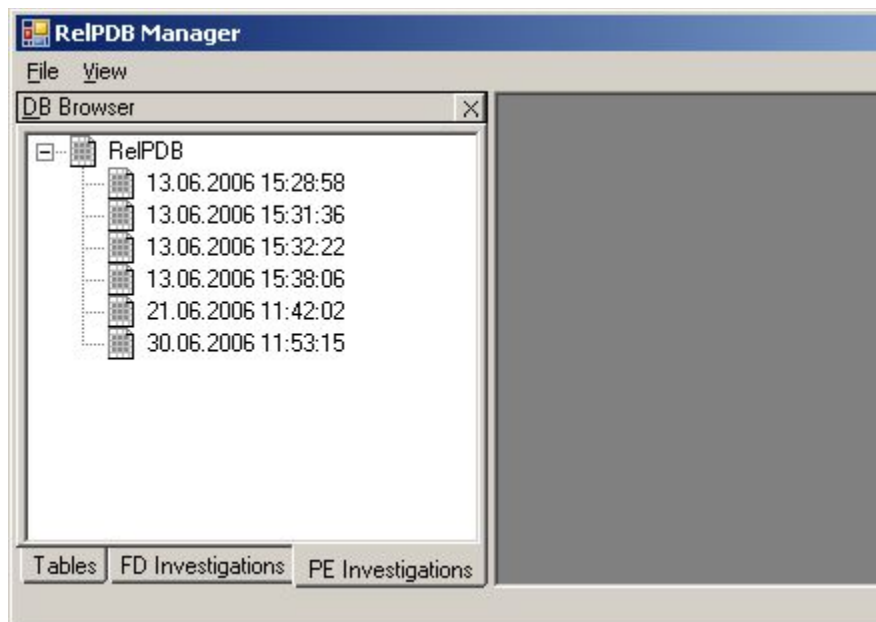 RelPDB Manager
File View
DB Browser
RelPDB
13.06.2006 15:28:58
13.06.2006 15:31:36
13.06.2006 15:32:22
13.06.2006 15:38:06
21.06.2006 11:42:02
30.06.2006 11:53:15
Tables FD Investigations PE Investigations